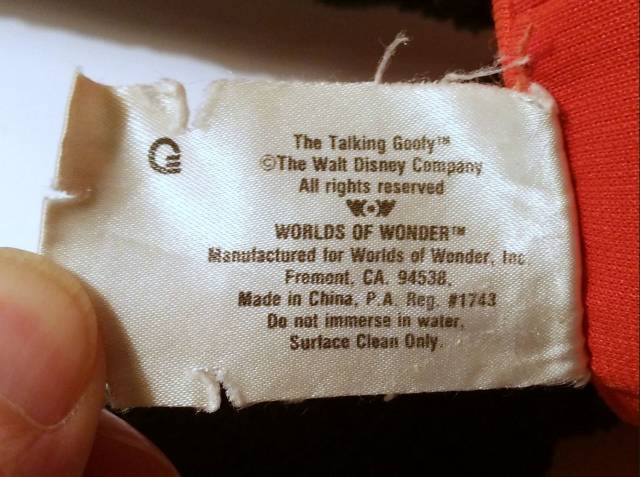 The Talking Goofy™
©The Walt Disney Company
All rights reserved
WORLDS OF WONDER™
Manufactured for Worlds of Wonder, Inc
Fremont, CA. 94538,
Made in China, P.A. Reg. #1743
Do not immerse in water,
Surface Clean Only.